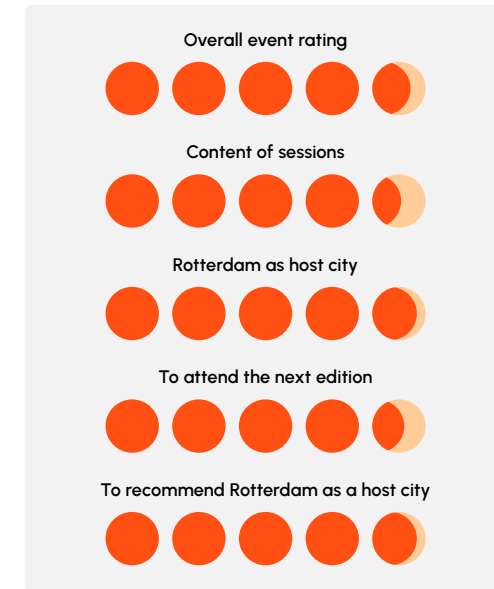 Overall event rating
Content of sessions
Rotterdam as host city
To attend the next edition
To recommend Rotterdam as a host city